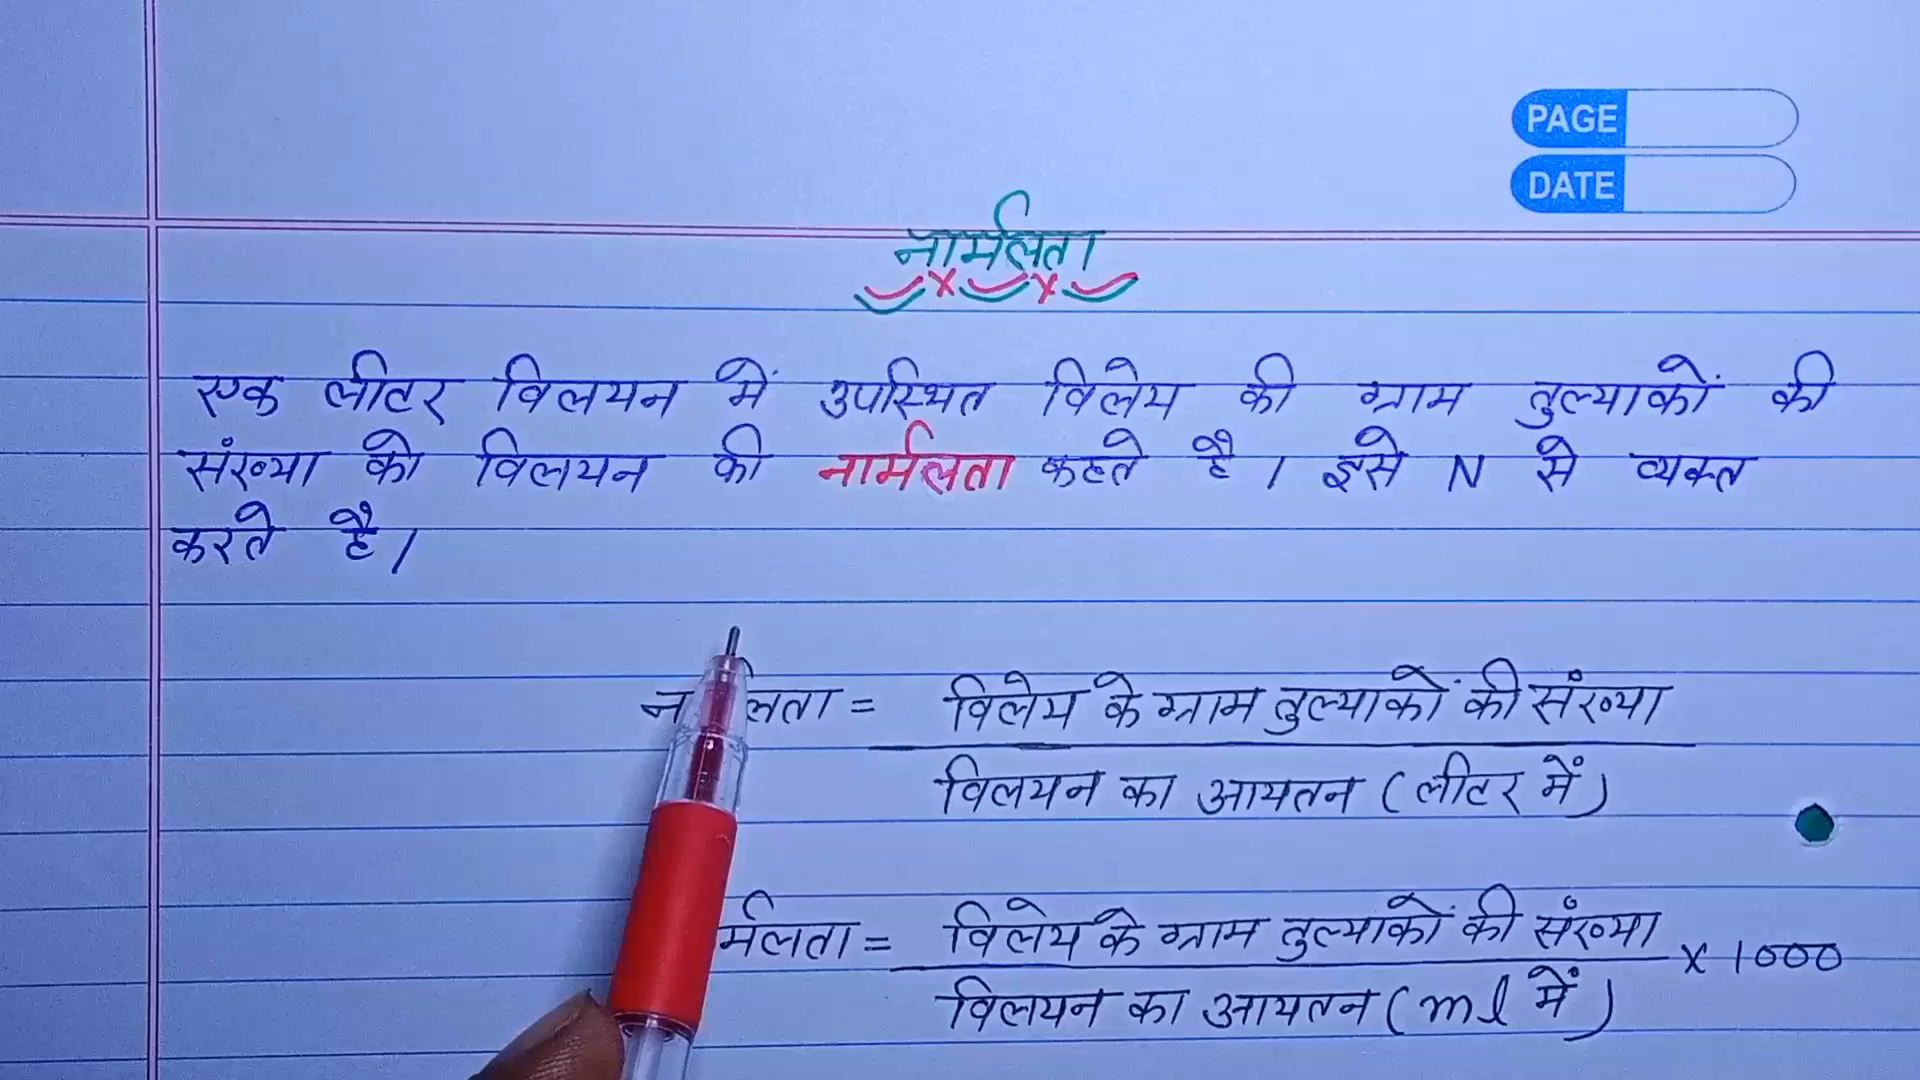 PAGE
DATE
नार्मलता
एक लीटर विलयन में उपस्थित विलेय की ग्राम तुल्याकों की
संख्या को विलयन की नार्मलता कहते है। इसे N से व्यक्त
करते है।
= विलेय के ग्राम तुल्याकों की संख्या
विलयन का आयतन (लीटर में)
र्मलता = विलेय के ग्राम तुल्याकों की संख्या x 1000
विलयन का आयतन (ml में)